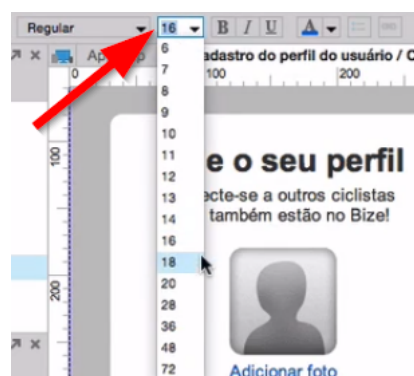 Regular 16 B I U A
Ap adastro do perfil do usuário / C
0 100 200
6
7
8
9
10
11
12
13
14
16
18
20
28
36
48
72
100
200
e o seu perfil
ecte-se a outros ciclistas
também estão no Bize!
Adicionar foto